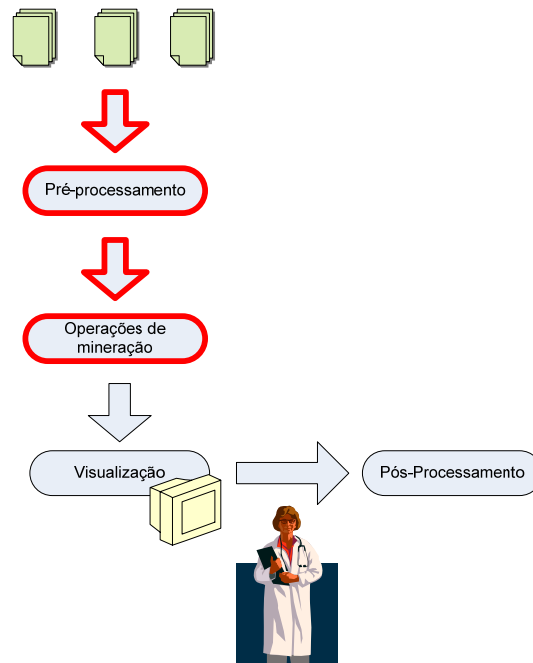 Pré-processamento
Operações de
mineração
Visualização
Pós-Processamento